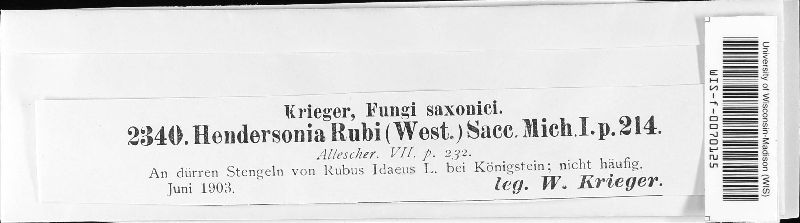 Krieger, Fungi saxonici.
2340. Hendersonia Rubi (West.) Sacc. Mich. I. p. 214.
Allescher. VII. p. 232.
An dürren Stengeln von Rubus Idaeus L. bei Königstein; nicht häufig.
Juni 1903.
leg. W. Krieger.
WIS-f-0070125
University of Wisconsin-Madison (WIS)